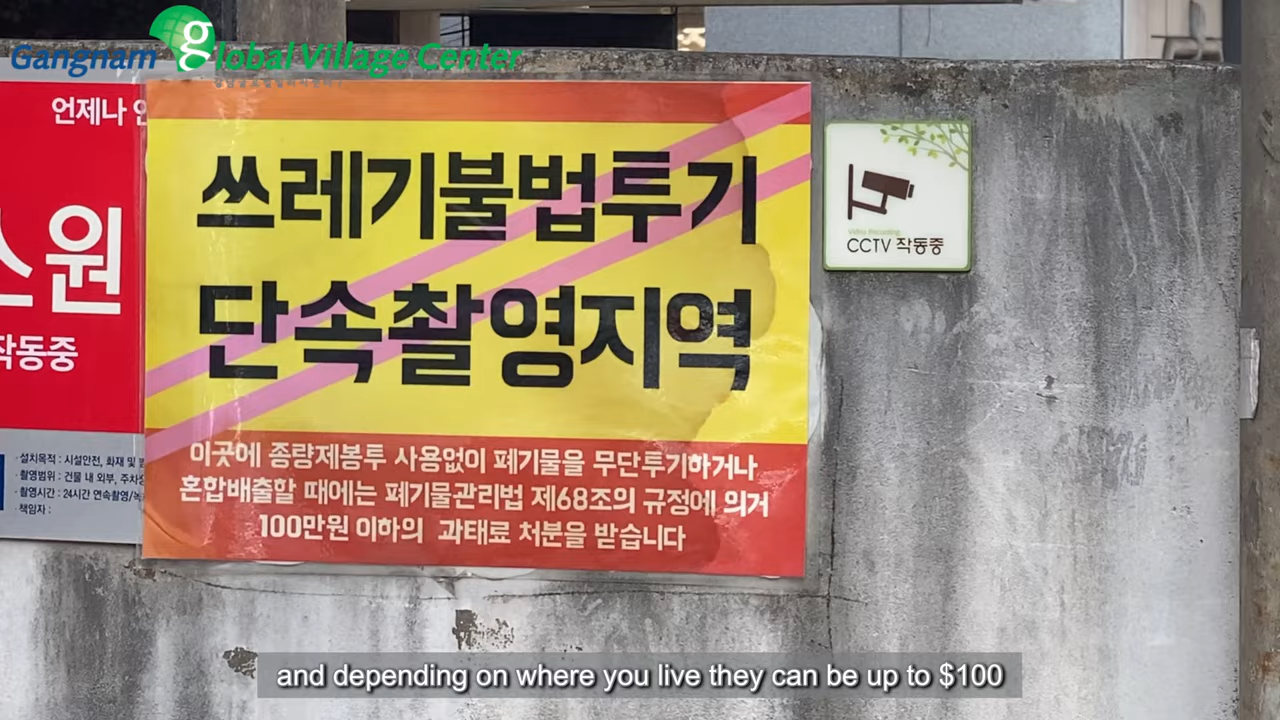 Gangnam Global Village Center
언제나
스원
작동중
· 설치목적 : 시설안전, 화재 및
· 촬영범위 : 건물 내 외부, 주차장
· 촬영시간 : 24시간 연속촬영/녹
· 책임자 :
쓰레기불법투기
단속촬영지역
이곳에 종량제봉투 사용없이 폐기물을 무단투기하거나
혼합배출할 때에는 폐기물관리법 제68조의 규정에 의거
100만원 이하의 과태료 처분을 받습니다
Video Recording
CCTV 작동중
and depending on where you live they can be up to $100